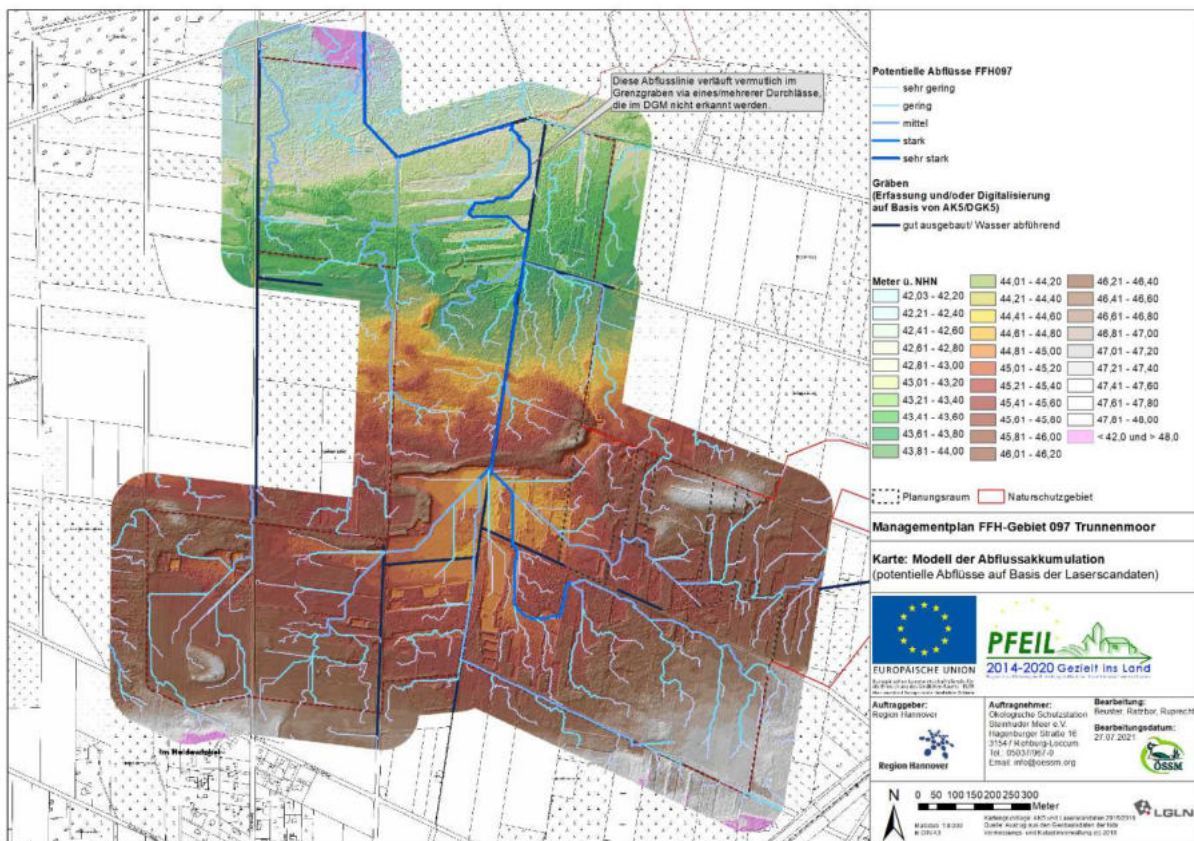 Diese Abflusslinie verläuft vermutlich im
Grenzgraben via eines/mehrerer Durchlässe,
die im DGM nicht erkannt werden.
Im Heidewinkel
Potentielle Abflüsse FFH097
sehr gering
gering
mittel
stark
sehr stark
Gräben
(Erfassung und/oder Digitalisierung
auf Basis von AK5/DGK5)
gut ausgebaut/ Wasser abführend
Meter ü. NHN
42,03 - 42,20
42,21 - 42,40
42,41 - 42,60
42,61 - 42,80
42,81 - 43,00
43,01 - 43,20
43,21 - 43,40
43,41 - 43,60
43,61 - 43,80
43,81 - 44,00
44,01 - 44,20
44,21 - 44,40
44,41 - 44,60
44,61 - 44,80
44,81 - 45,00
45,01 - 45,20
45,21 - 45,40
45,41 - 45,60
45,61 - 45,80
45,81 - 46,00
46,01 - 46,20
46,21 - 46,40
46,41 - 46,60
46,61 - 46,80
46,81 - 47,00
47,01 - 47,20
47,21 - 47,40
47,41 - 47,60
47,61 - 47,80
47,81 - 48,00
< 42,0 und > 48,0
Planungsraum
Naturschutzgebiet
Managementplan FFH-Gebiet 097 Trunnenmoor
Karte: Modell der Abflussakkumulation
(potentielle Abflüsse auf Basis der Laserscandaten)
EUROPÄISCHE UNION
PFEIL
2014-2020 Gezielt ins Land
Auftraggeber:
Region Hannover
Region Hannover
Auftragnehmer:
Ökologische Schutzstation
Steinhuder Meer e.V.
Hagenburger Straße 16
31547 Rehburg-Loccum
Tel.: 05037/967-0
Email: info@oessm.org
Bearbeitung:
Beuster, Ratzbor, Ruprecht
Bearbeitungsdatum:
27.07.2021
ÖSSM
N
0 50 100 150 200 250 300
Meter
LGLN